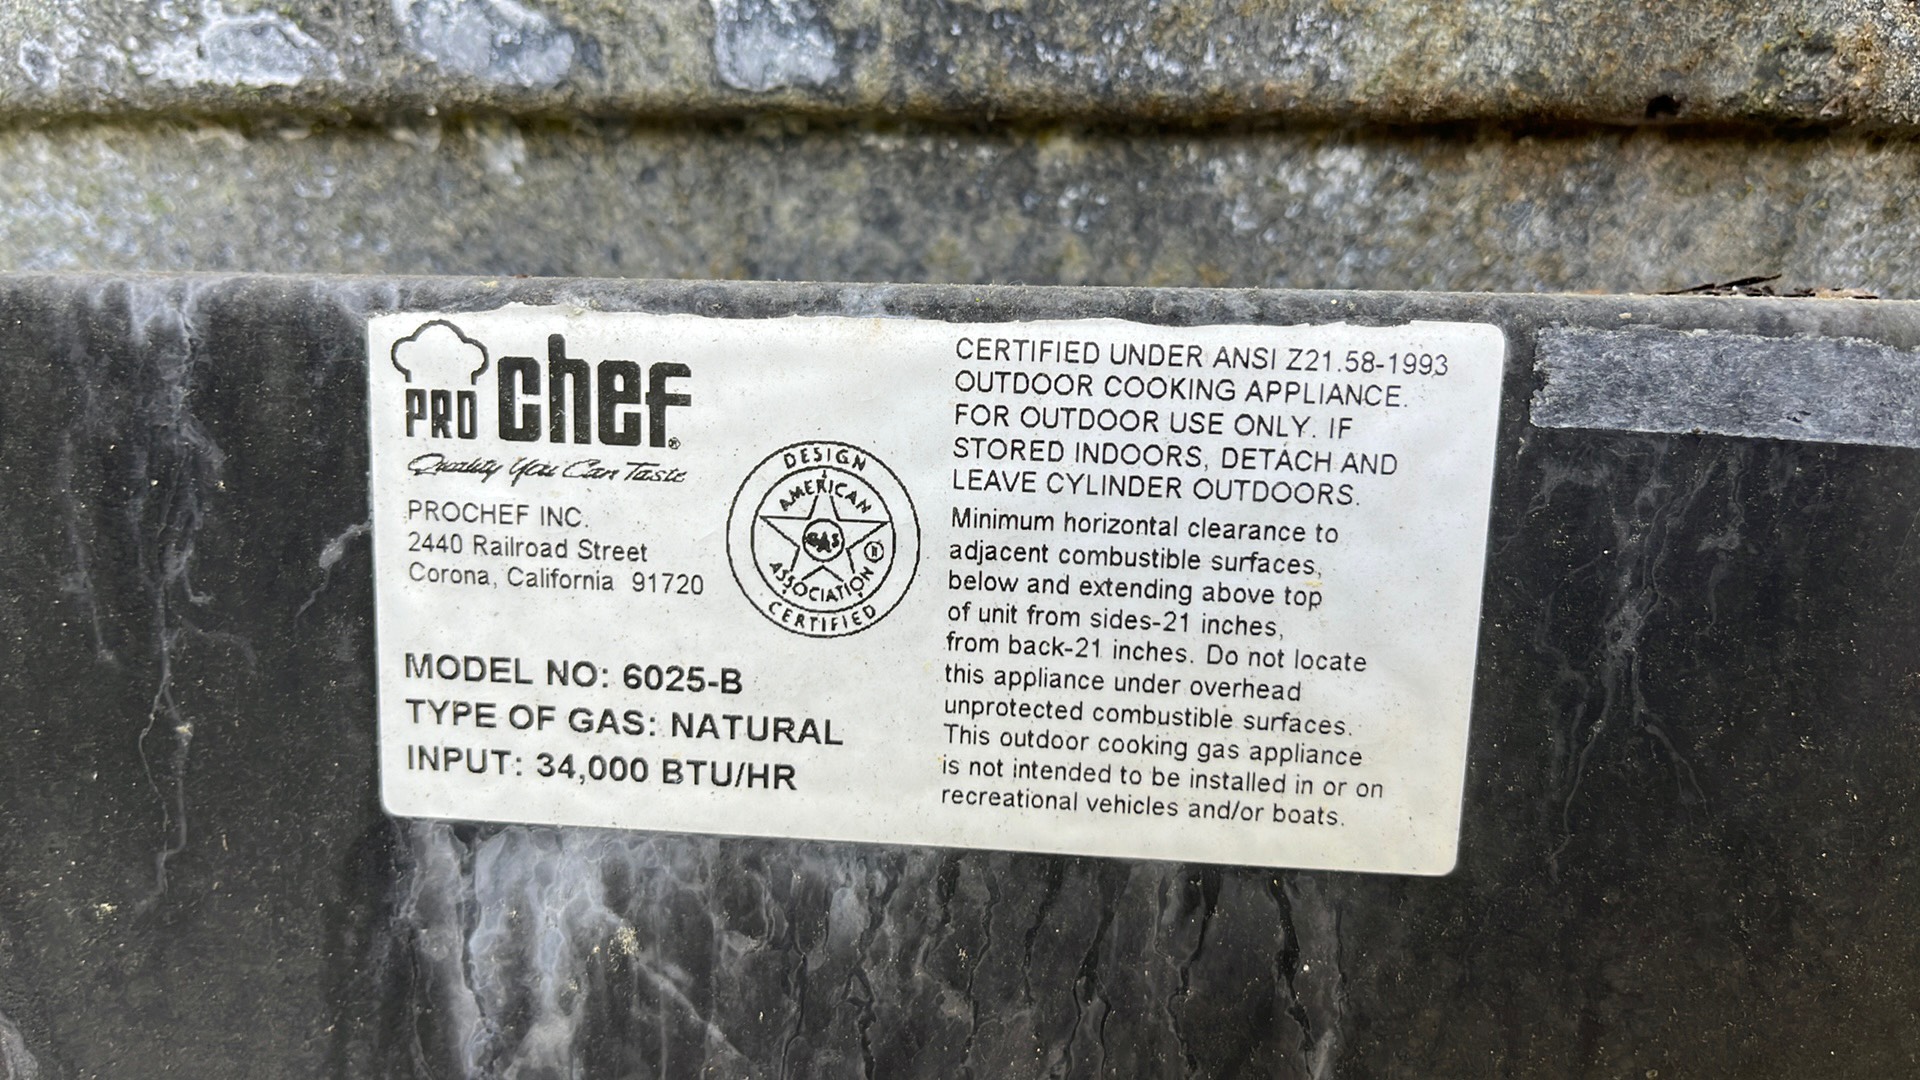 PRO chef®
Quality You Can Taste
PROCHEF INC.
2440 Railroad Street
Corona, California 91720
DESIGN
AMERICAN
GAS
ASSOCIATION ®
CERTIFIED
MODEL NO: 6025-B
TYPE OF GAS: NATURAL
INPUT: 34,000 BTU/HR
CERTIFIED UNDER ANSI Z21.58-1993
OUTDOOR COOKING APPLIANCE.
FOR OUTDOOR USE ONLY. IF
STORED INDOORS, DETACH AND
LEAVE CYLINDER OUTDOORS.
Minimum horizontal clearance to
adjacent combustible surfaces,
below and extending above top
of unit from sides-21 inches,
from back-21 inches. Do not locate
this appliance under overhead
unprotected combustible surfaces.
This outdoor cooking gas appliance
is not intended to be installed in or on
recreational vehicles and/or boats.